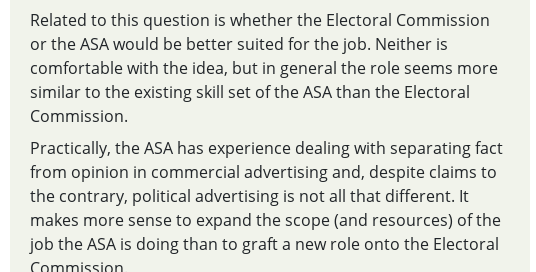 Related to this question is whether the Electoral Commission
or the ASA would be better suited for the job. Neither is
comfortable with the idea, but in general the role seems more
similar to the existing skill set of the ASA than the Electoral
Commission.
Practically, the ASA has experience dealing with separating fact
from opinion in commercial advertising and, despite claims to
the contrary, political advertising is not all that different. It
makes more sense to expand the scope (and resources) of the
job the ASA is doing than to graft a new role onto the Electoral
Commission